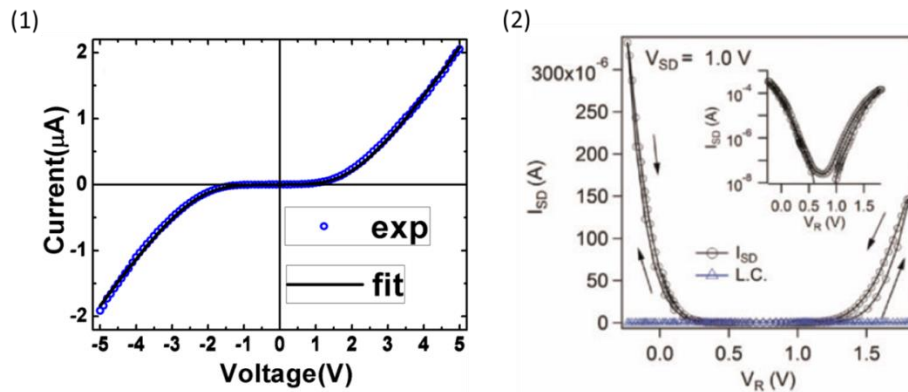 (1)
2
1
0
-1
-2
Current(μA)
-5 -4 -3 -2 -1 0 1 2 3 4 5
Voltage(V)
exp
fit
(2)
V_SD = 1.0 V
300x10^-6
250
200
150
100
50
0
I_SD (A)
0.0 0.5 1.0 1.5
V_R (V)
I_SD
L.C.
10^-4
10^-6
10^-8
I_SD (A)
0.0 0.5 1.0 1.5
V_R (V)